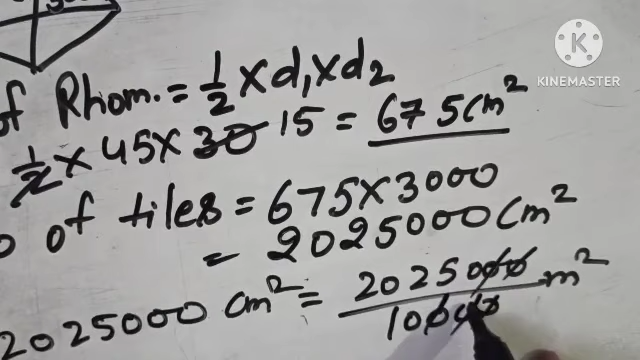 K
KINEMASTER
of Rhom. = 1/2 x d1 x d2
1/2 x 45 x 30 15 = 675 cm²
o of tiles = 675 x 3000
= 2025000 cm²
2025000 cm² = 2025000/10000 m²